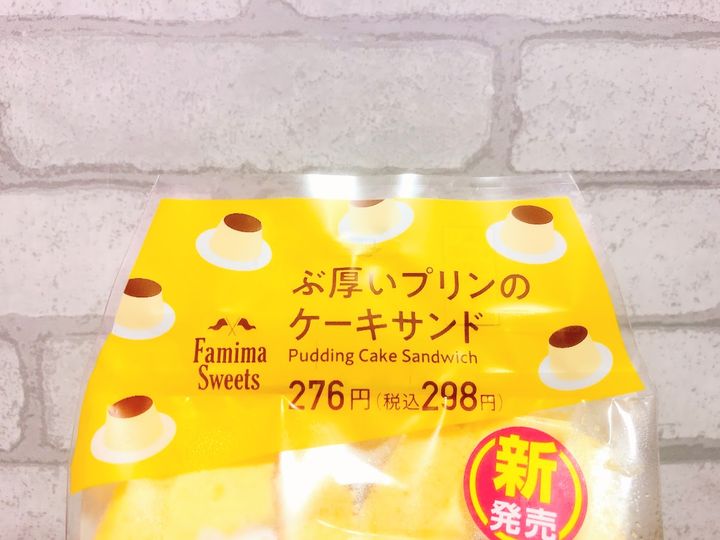 ぶ厚いプリンの
ケーキサンド
Pudding Cake Sandwich
Famima
Sweets
276円(税込298円)
新
発売